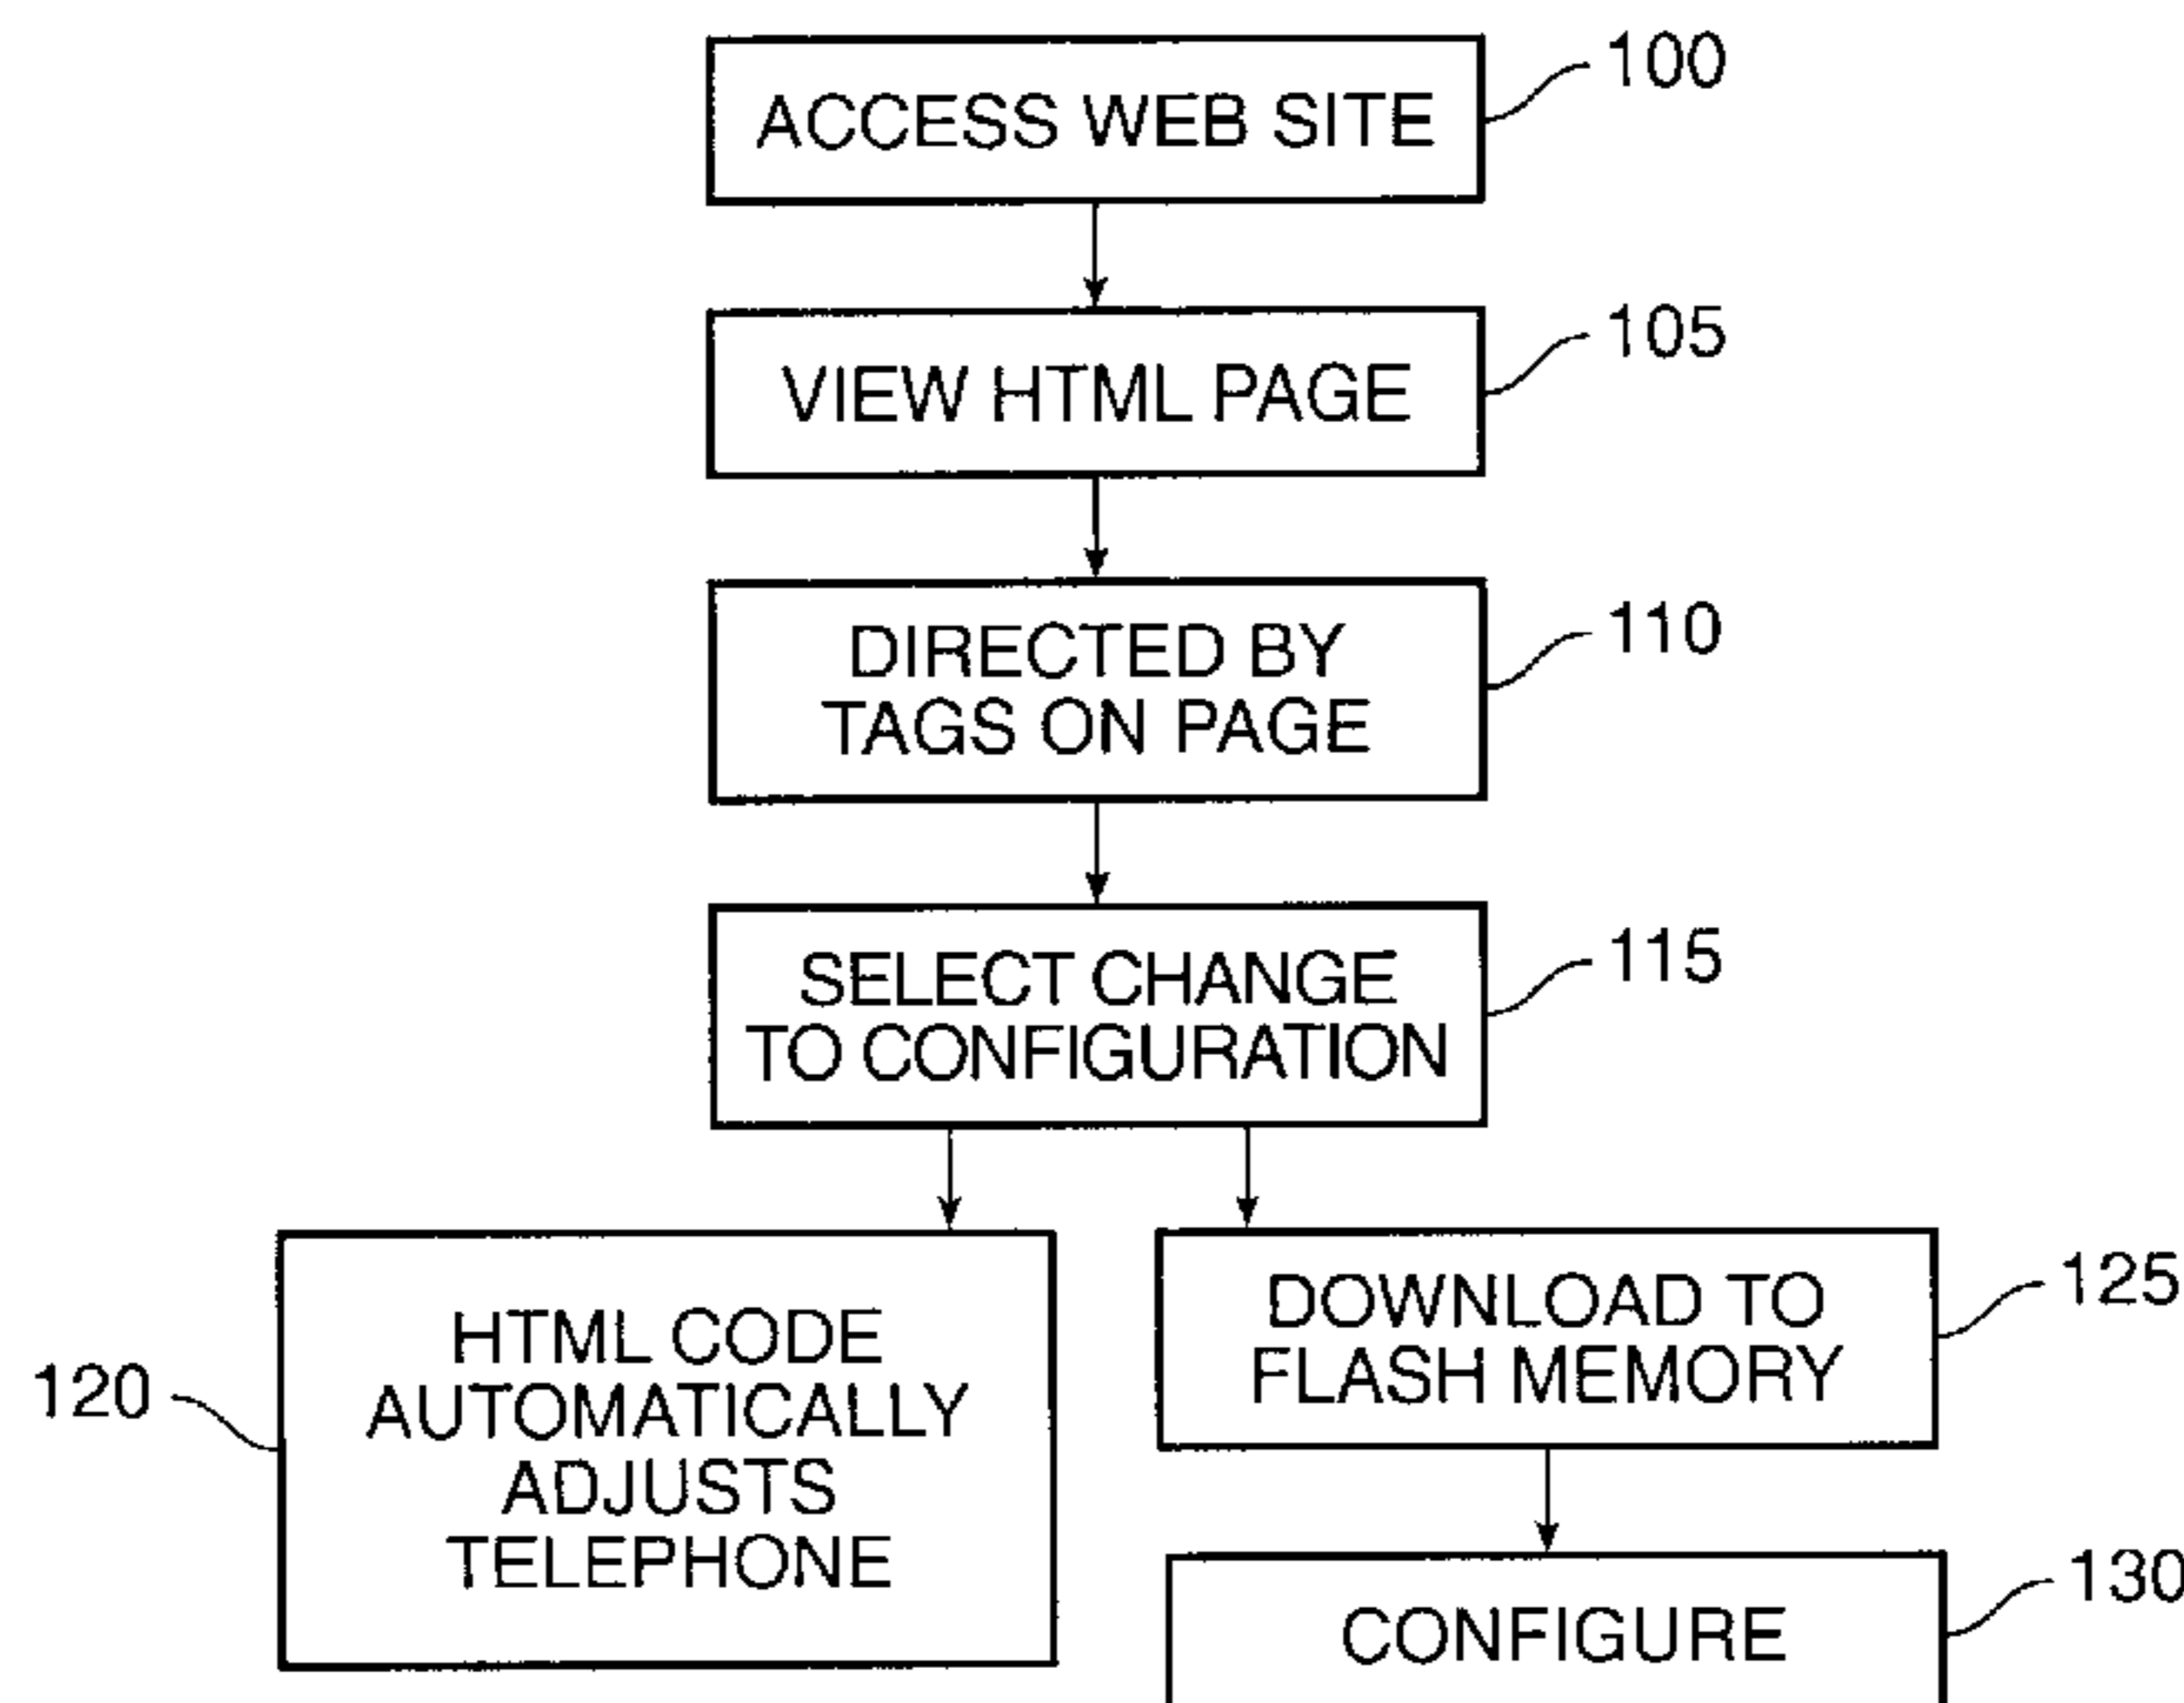 ACCESS WEB SITE
100
VIEW HTML PAGE
105
DIRECTED BY
TAGS ON PAGE
110
SELECT CHANGE
TO CONFIGURATION
115
HTML CODE
AUTOMATICALLY
ADJUSTS
TELEPHONE
120
DOWNLOAD TO
FLASH MEMORY
125
CONFIGURE
130